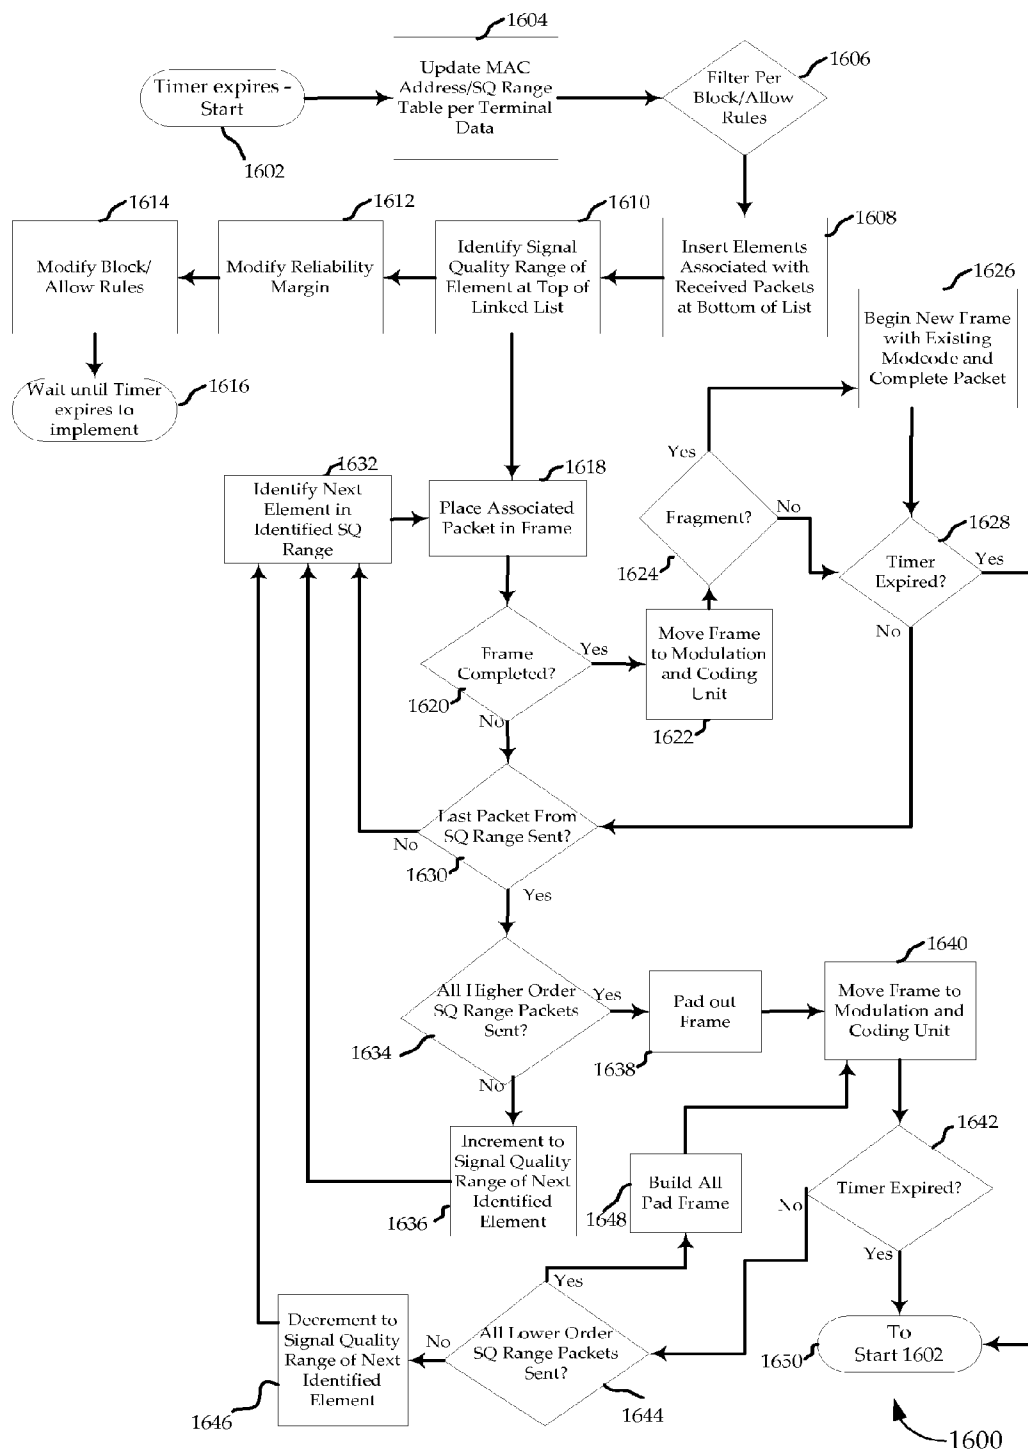 1604
Timer expires -
Start
1602
Update MAC
Address/SQ Range
Table per Terminal
Data
Filter Per
Block/Allow
Rules
1606
1614
1612
1610
1608
Modify Block/
Allow Rules
Modify Reliability
Margin
Identify Signal
Quality Range of
Element at Top of
Linked List
Insert Elements
Associated with
Received Packets
at Bottom of List
1626
Begin New Frame
with Existing
Modcode and
Complete Packet
Wait until Timer
expires to
implement
1616
1632
Identify Next
Element in
Identified SQ
Range
1618
Place Associated
Packet in Frame
Yes
Fragment?
No
1624
1628
Timer
Expired?
Yes
No
Frame
Completed?
Yes
1620
No
Move Frame
to Modulation
and Coding
Unit
1622
Last Packet From
SQ Range Sent?
No
1630
Yes
All Higher Order
SQ Range Packets
Sent?
Yes
1634
No
Pad out
Frame
1638
1640
Move Frame to
Modulation and
Coding Unit
Increment to
Signal Quality
Range of Next
Identified
Element
1636
Build All
Pad Frame
1648
1642
Timer Expired?
No
Yes
Decrement to
Signal Quality
Range of Next
Identified
Element
1646
No
Yes
All Lower Order
SQ Range Packets
Sent?
1644
To
Start 1602
1650
1600